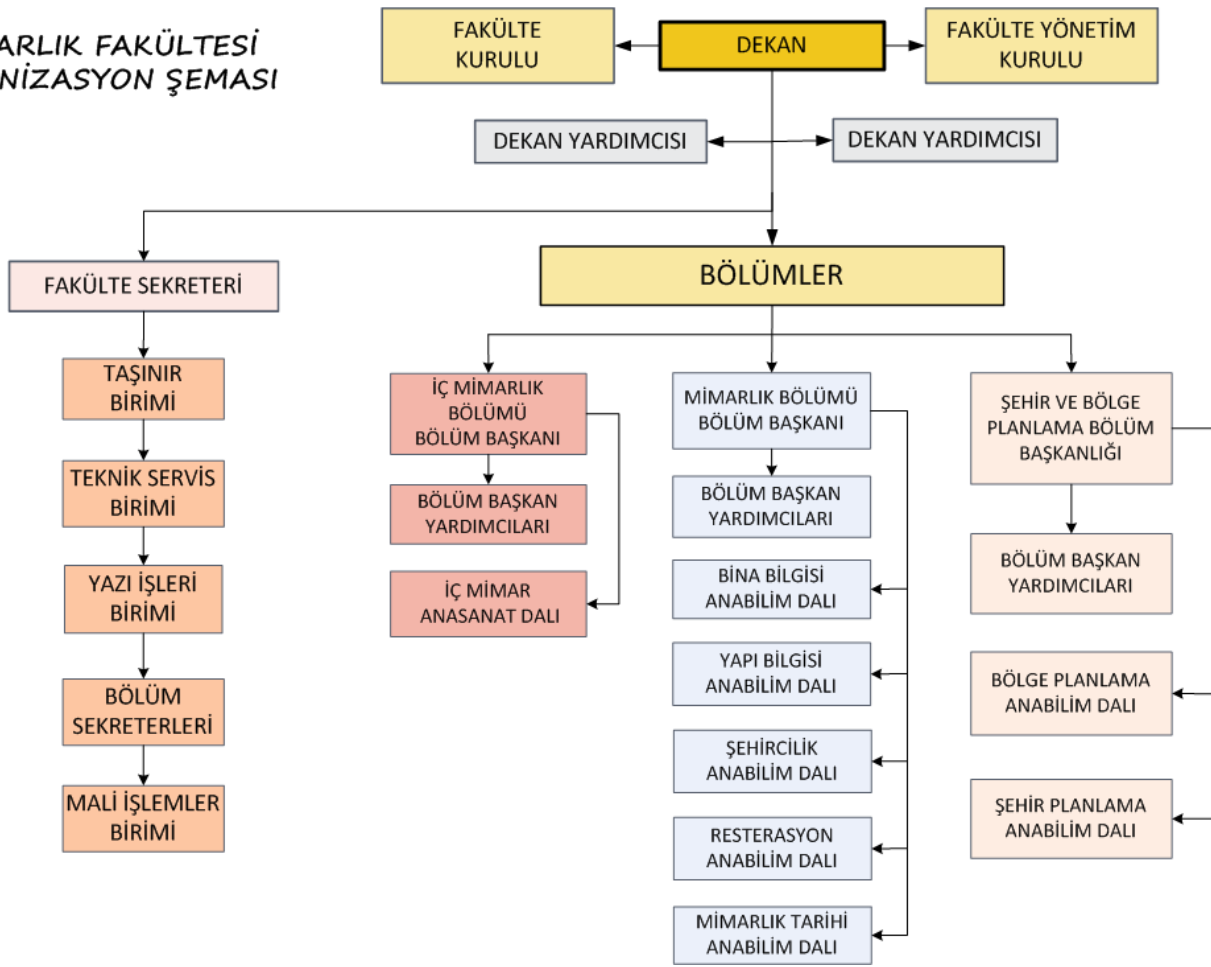 ARLIK FAKÜLTESİ
NİZASYON ŞEMASI
FAKÜLTE
KURULU
DEKAN
FAKÜLTE YÖNETİM
KURULU
DEKAN YARDIMCISI
DEKAN YARDIMCISI
FAKÜLTE SEKRETERİ
BÖLÜMLER
TAŞINIR
BİRİMİ
TEKNİK SERVİS
BİRİMİ
YAZI İŞLERİ
BİRİMİ
BÖLÜM
SEKRETERLERİ
MALİ İŞLEMLER
BİRİMİ
İÇ MİMARLIK
BÖLÜMÜ
BÖLÜM BAŞKANI
BÖLÜM BAŞKAN
YARDIMCILARI
İÇ MİMAR
ANASANAT DALI
MİMARLIK BÖLÜMÜ
BÖLÜM BAŞKANI
BÖLÜM BAŞKAN
YARDIMCILARI
BİNA BİLGİSİ
ANABİLİM DALI
YAPI BİLGİSİ
ANABİLİM DALI
ŞEHİRCİLİK
ANABİLİM DALI
RESTERASYON
ANABİLİM DALI
MİMARLIK TARİHİ
ANABİLİM DALI
ŞEHİR VE BÖLGE
PLANLAMA BÖLÜM
BAŞKANLIĞI
BÖLÜM BAŞKAN
YARDIMCILARI
BÖLGE PLANLAMA
ANABİLİM DALI
ŞEHİR PLANLAMA
ANABİLİM DALI